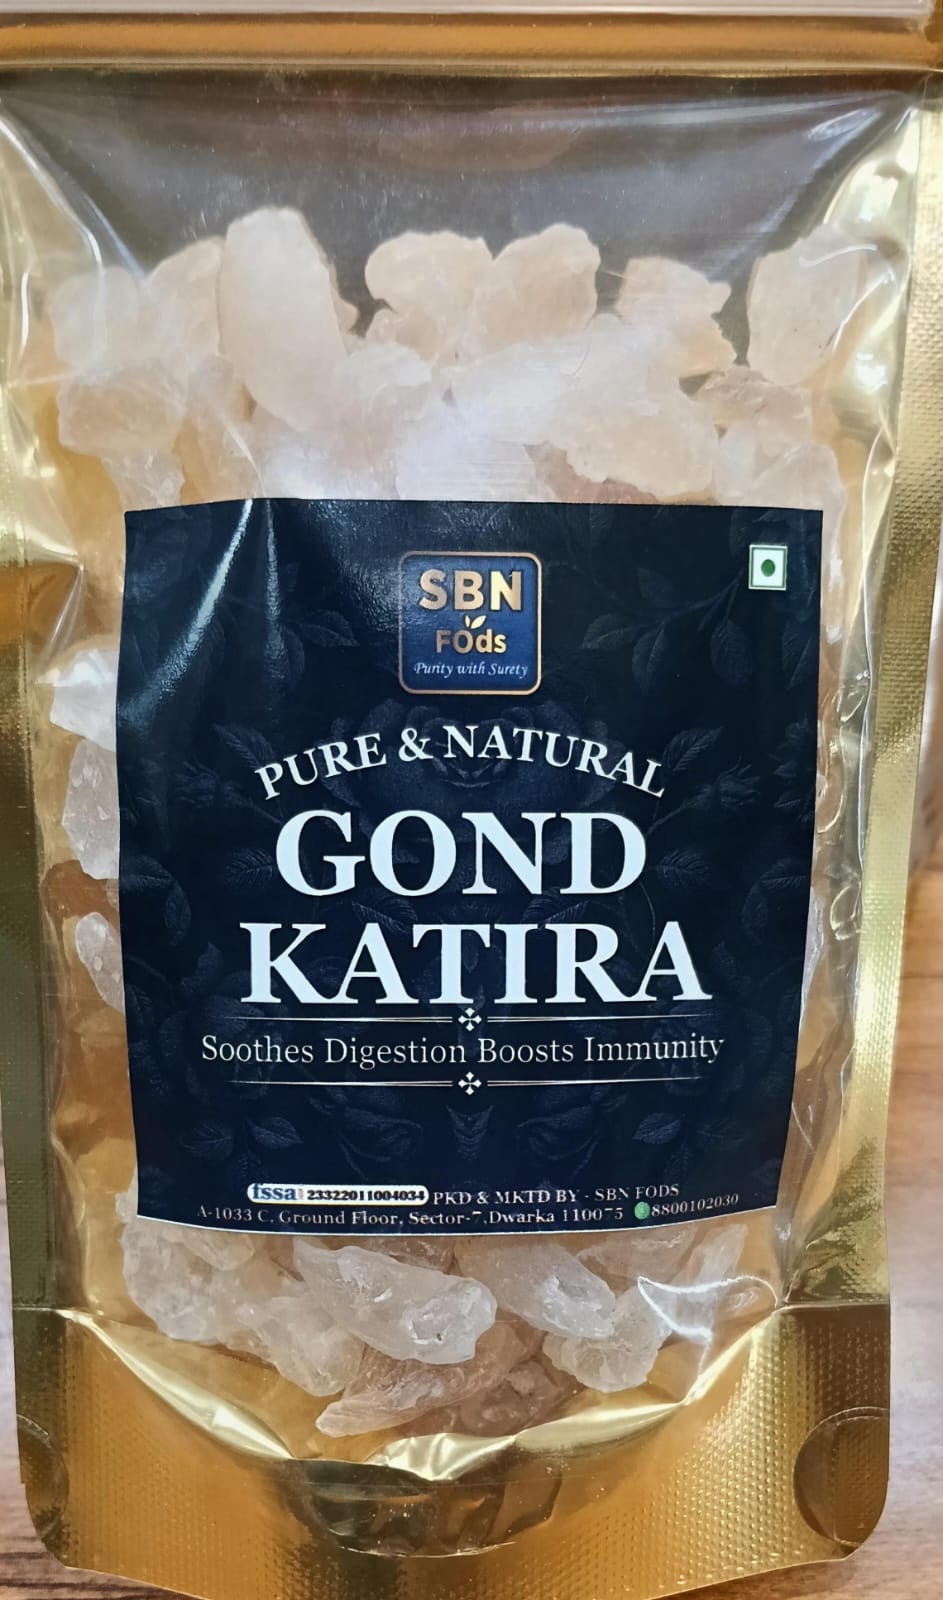 SBN
FOds
Purity with Surety
PURE & NATURAL
GOND
KATIRA
Soothes Digestion Boosts Immunity
fssai 23322011004034 PKD & MKTD BY - SBN FODS
A-1033 C, Ground Floor, Sector-7,Dwarka 110075 8800102030